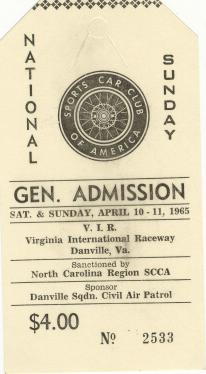 NATIONAL
SUNDAY
SPORTS CAR CLUB
OF AMERICA
GEN. ADMISSION
SAT. & SUNDAY, APRIL 10 - 11, 1965
V. I. R.
Virginia International Raceway
Danville, Va.
Sanctioned by
North Carolina Region SCCA
Sponsor
Danville Sqdn. Civil Air Patrol
$4.00
Nº 2533